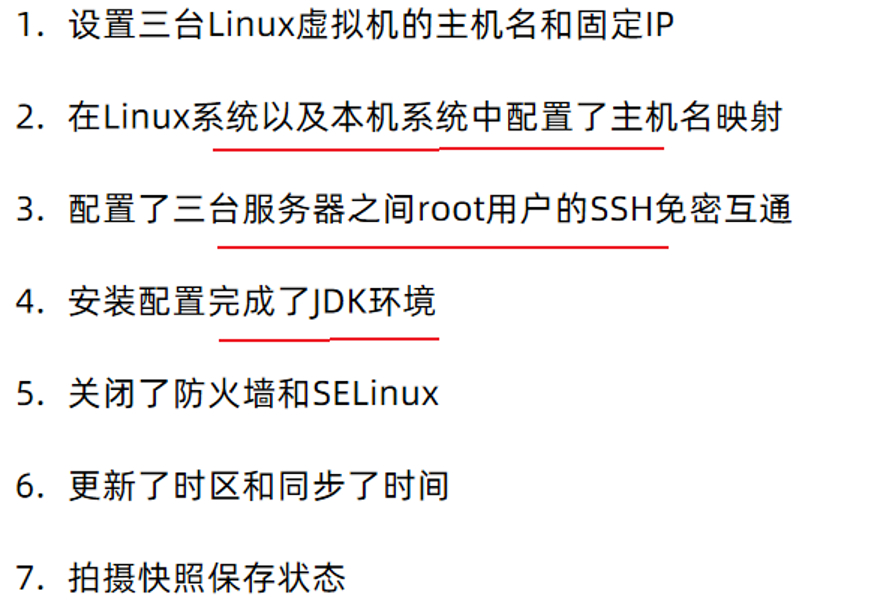 1. 设置三台Linux虚拟机的主机名和固定IP
2. 在Linux系统以及本机系统中配置了主机名映射
3. 配置了三台服务器之间root用户的SSH免密互通
4. 安装配置完成了JDK环境
5. 关闭了防火墙和SELinux
6. 更新了时区和同步了时间
7. 拍摄快照保存状态